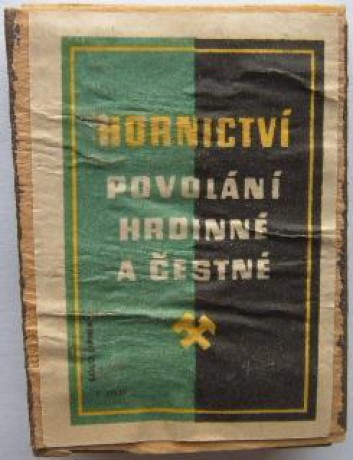 HORNICTVÍ
POVOLÁNÍ
HRDINNÉ
A ČESTNÉ